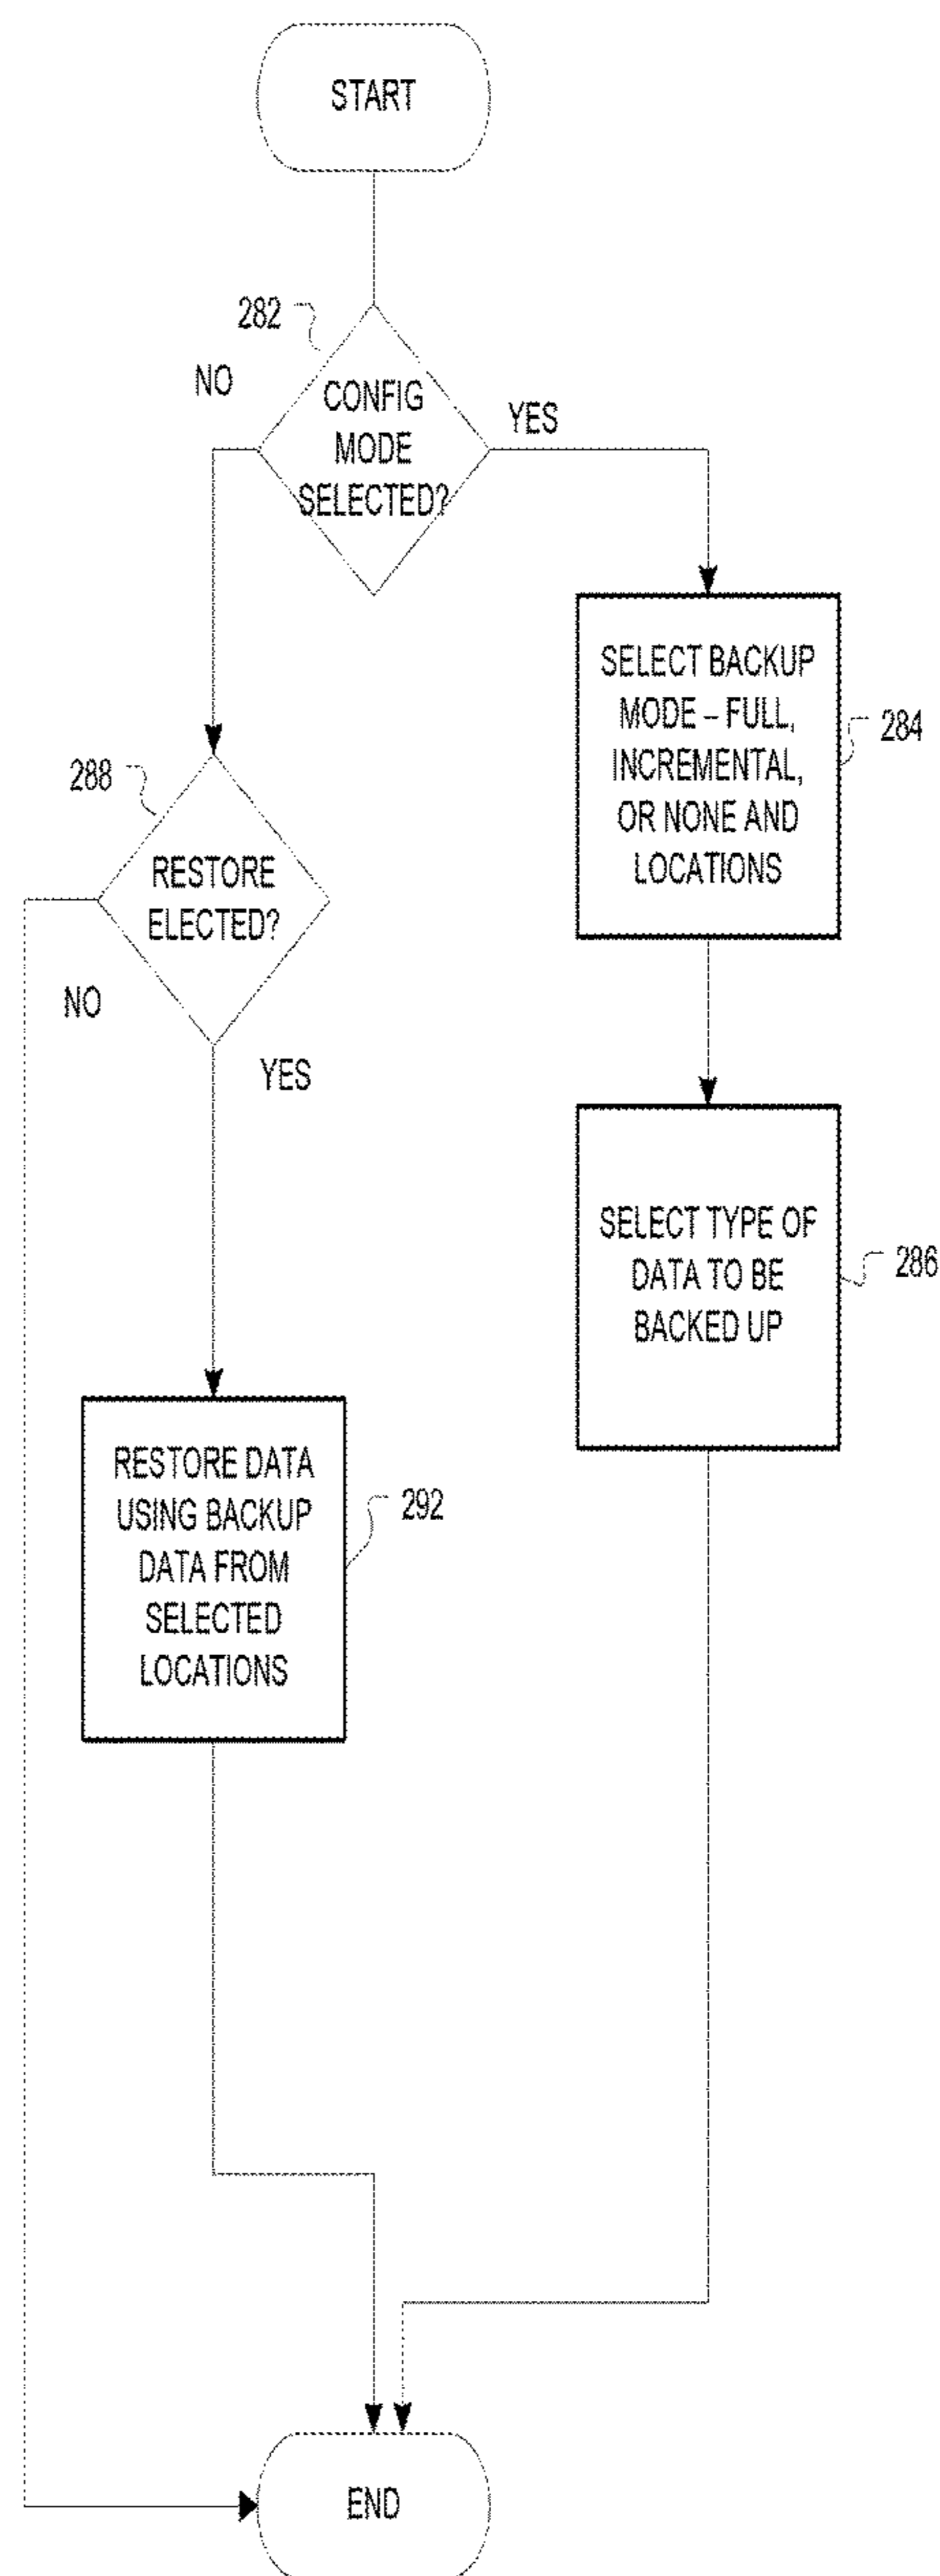 START
282
NO
CONFIG
MODE
SELECTED?
YES
SELECT BACKUP
MODE – FULL,
INCREMENTAL,
OR NONE AND
LOCATIONS
284
288
RESTORE
ELECTED?
NO
YES
SELECT TYPE OF
DATA TO BE
BACKED UP
286
RESTORE DATA
USING BACKUP
DATA FROM
SELECTED
LOCATIONS
292
END